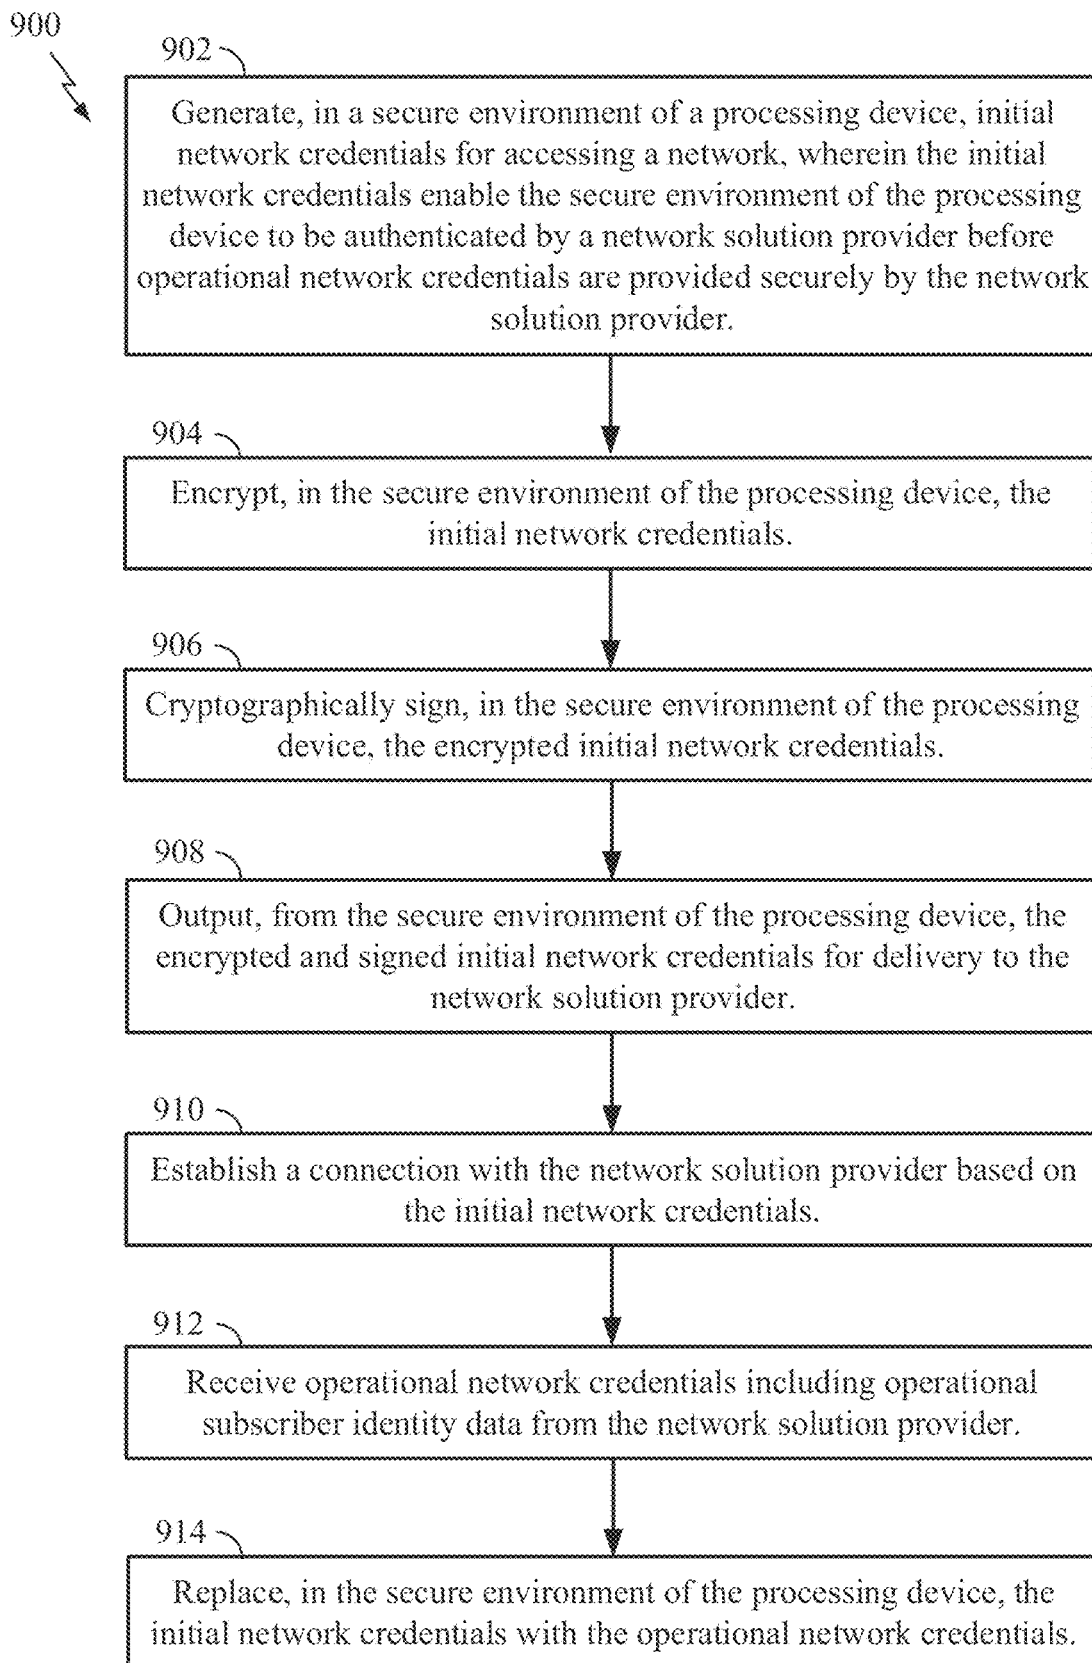 900
902
Generate, in a secure environment of a processing device, initial
network credentials for accessing a network, wherein the initial
network credentials enable the secure environment of the processing
device to be authenticated by a network solution provider before
operational network credentials are provided securely by the network
solution provider.
904
Encrypt, in the secure environment of the processing device, the
initial network credentials.
906
Cryptographically sign, in the secure environment of the processing
device, the encrypted initial network credentials.
908
Output, from the secure environment of the processing device, the
encrypted and signed initial network credentials for delivery to the
network solution provider.
910
Establish a connection with the network solution provider based on
the initial network credentials.
912
Receive operational network credentials including operational
subscriber identity data from the network solution provider.
914
Replace, in the secure environment of the processing device, the
initial network credentials with the operational network credentials.